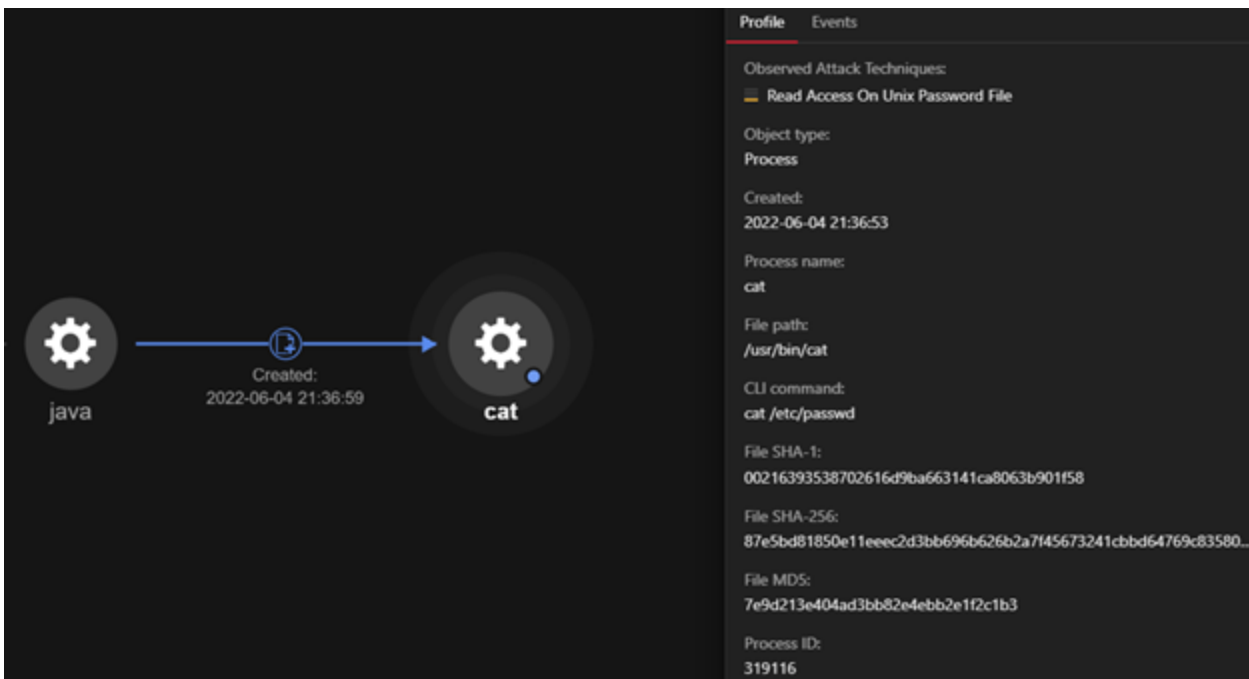 Profile Events
Observed Attack Techniques:
Read Access On Unix Password File
Object type:
Process
Created:
2022-06-04 21:36:53
Process name:
cat
File path:
/usr/bin/cat
CLI command:
cat /etc/passwd
File SHA-1:
00216393538702616d9ba663141ca8063b901f58
File SHA-256:
87e5bd81850e11eeec2d3bb696b626b2a7f45673241cbbd64769c83580...
File MD5:
7e9d213e404ad3bb82e4ebb2e1f2c1b3
Process ID:
319116
Created:
2022-06-04 21:36:59
java
cat